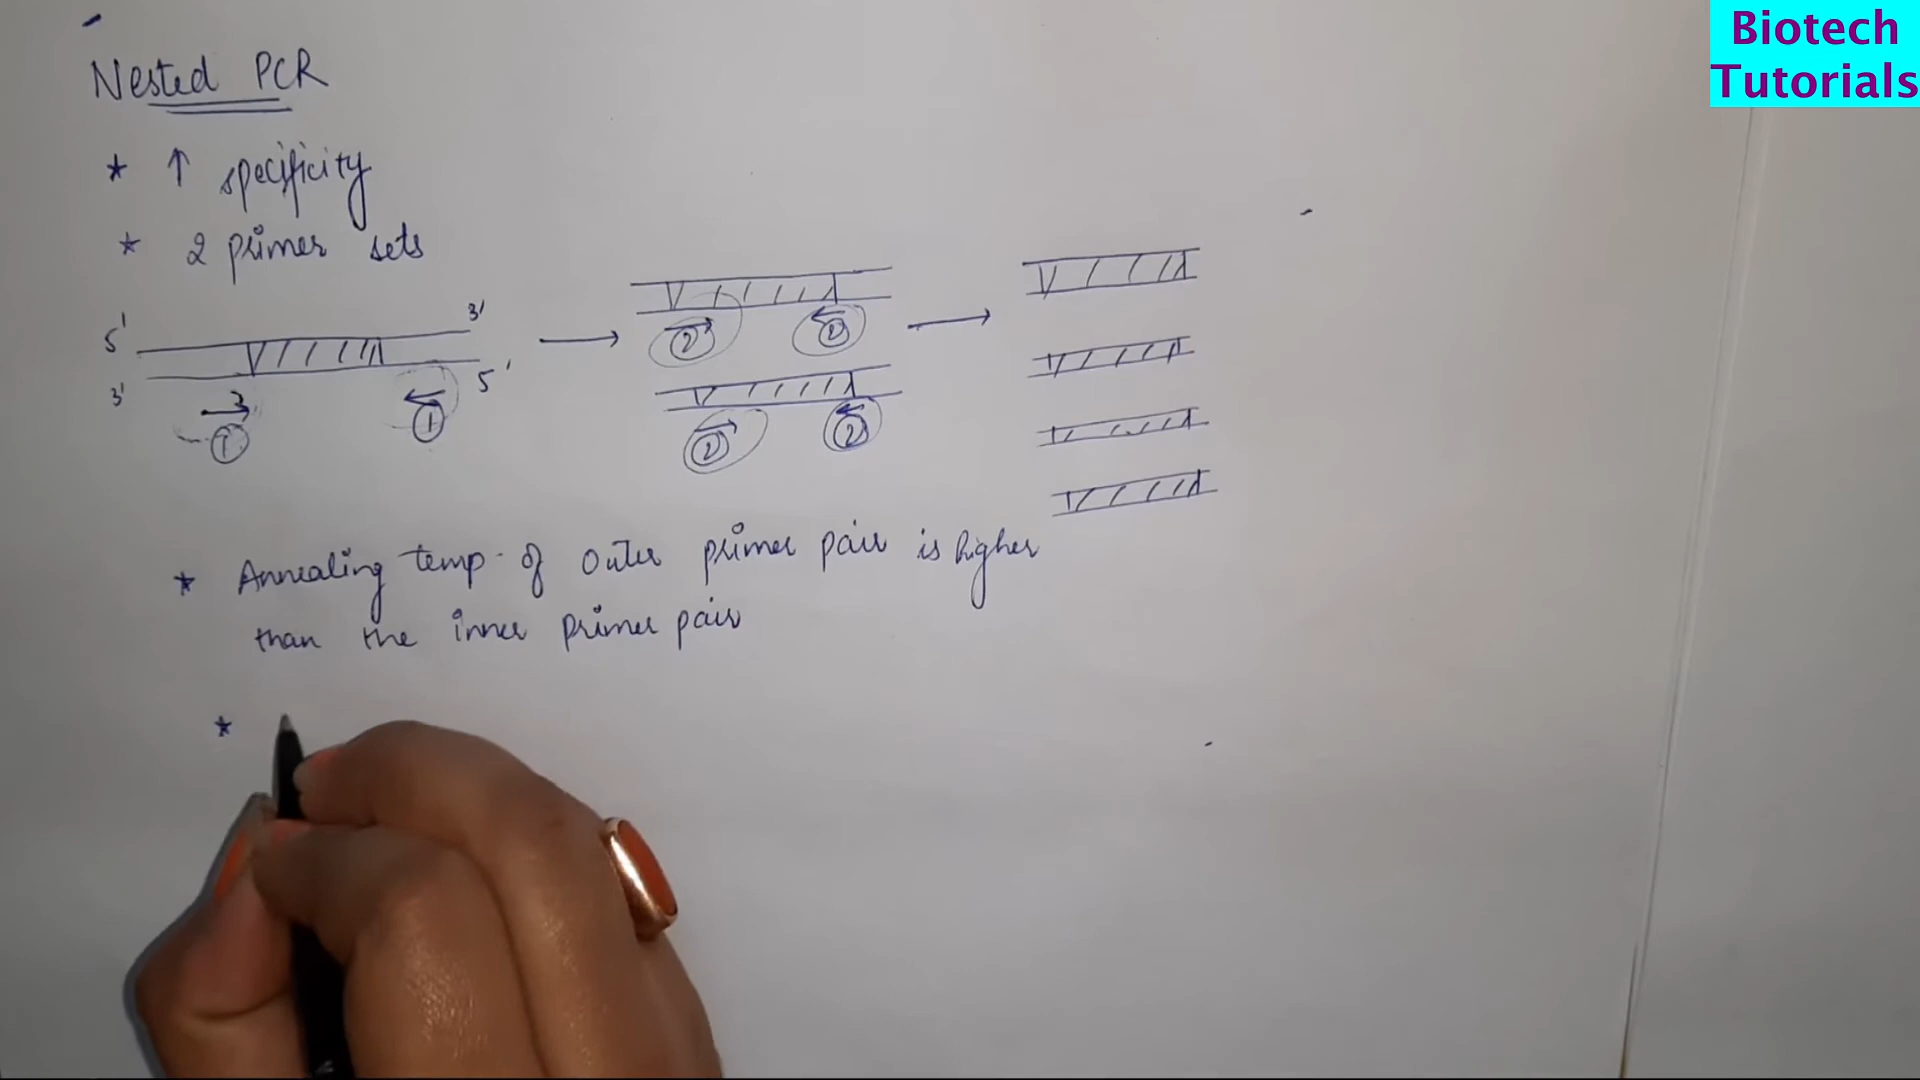 Biotech
Tutorials
Nested PCR
* ↑ specificity
* 2 primer sets
5' 3'
3' 5'
1 1
2 2
2 2
* Annealing temp. of outer primer pair is higher
than the inner primer pair
*